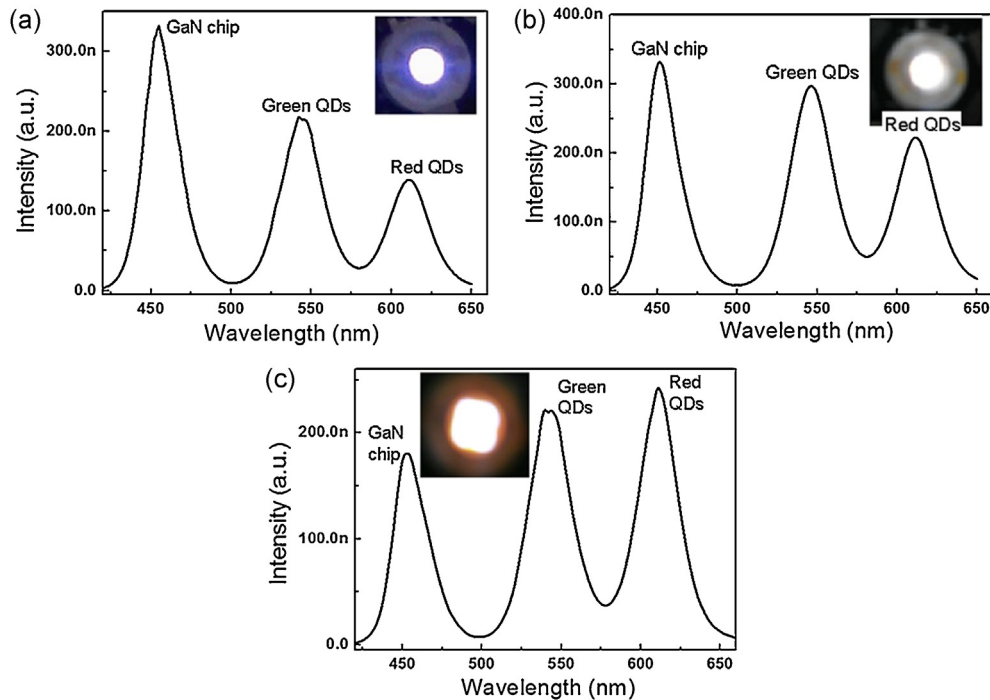 (a)
GaN chip
Green QDs
Red QDs
300.0n
200.0n
100.0n
0.0
450 500 550 600 650
Intensity (a.u.)
Wavelength (nm)
(b)
GaN chip
Green QDs
Red QDs
400.0n
300.0n
200.0n
100.0n
0.0
450 500 550 600 650
Intensity (a.u.)
Wavelength (nm)
(c)
GaN
chip
Green
QDs
Red
QDs
200.0n
100.0n
0.0
450 500 550 600 650
Intensity (a.u.)
Wavelength (nm)